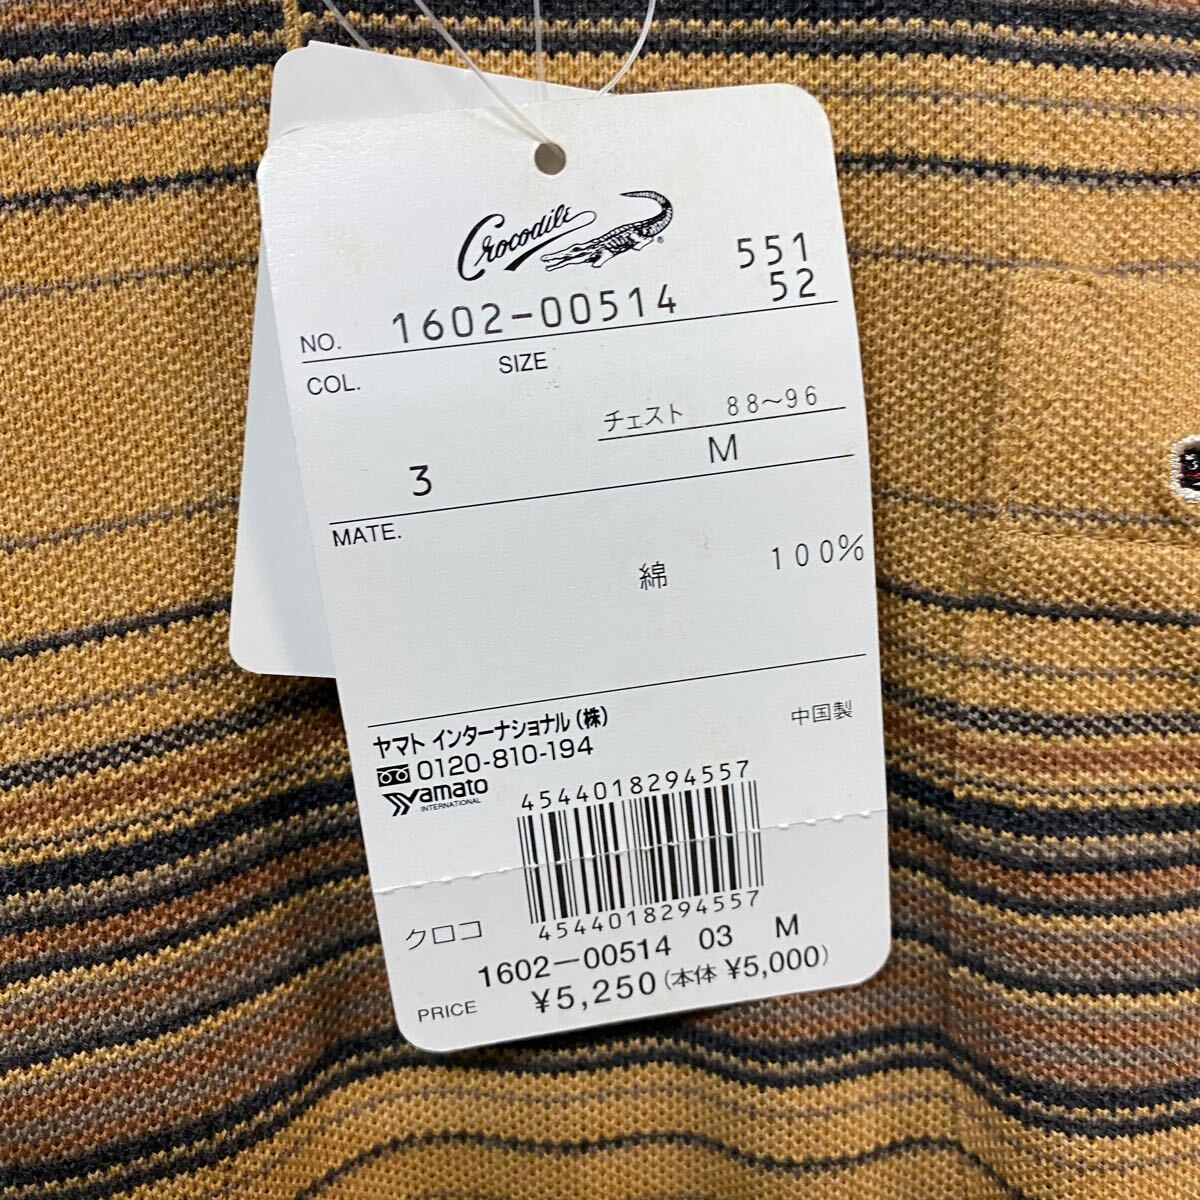 Crocodile®
551
NO. 1602-00514 52
COL. SIZE
チェスト 88～96
3 M
MATE.
綿 100%
ヤマト インターナショナル(株)
中国製
0120-810-194
Yamato
INTERNATIONAL
4544018294557
クロコ 4544018294557
1602-00514 03 M
PRICE ¥5,250(本体 ¥5,000)